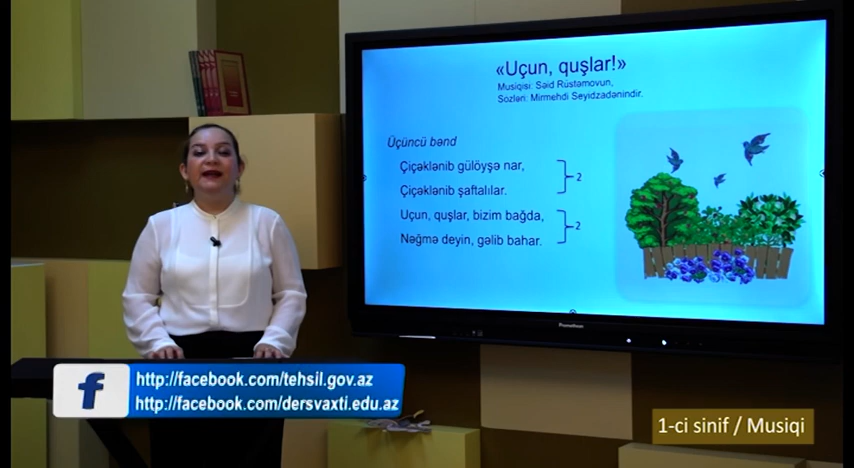 «Uçun, quşlar!»
Musiqisi: Səid Rüstəmovun,
Sözləri: Mirmehdi Seyidzadənindir.
Üçüncü bənd
Çiçəklənib gülöyşə nar,
Çiçəklənib şaftalılar.
2
Uçun, quşlar, bizim bağda,
Nəğmə deyin, gəlib bahar.
2
Promethean
f
http://facebook.com/tehsil.gov.az
http://facebook.com/dersvaxti.edu.az
1-ci sinif / Musiqi